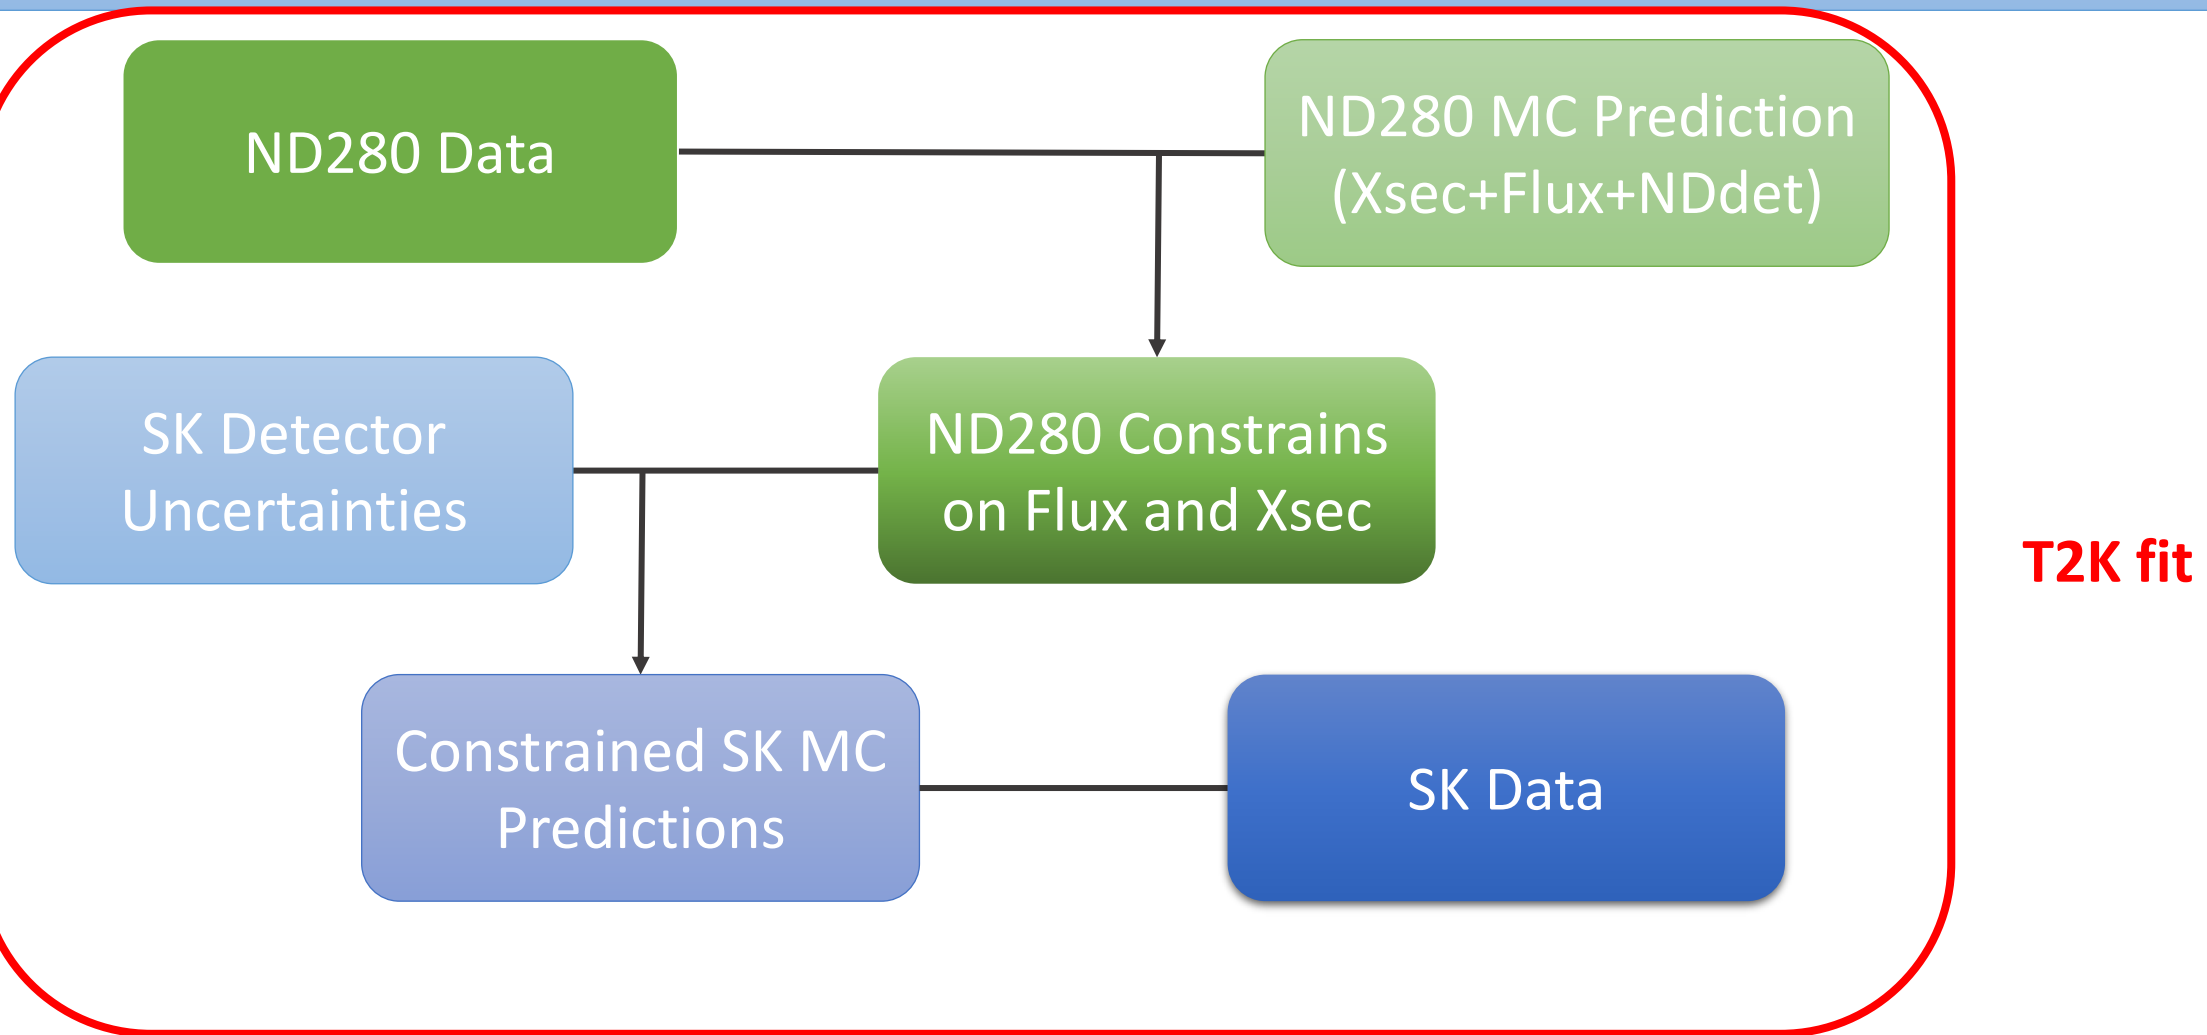 ND280 Data
ND280 MC Prediction
(Xsec+Flux+NDdet)
SK Detector
Uncertainties
ND280 Constrains
on Flux and Xsec
T2K fit
Constrained SK MC
Predictions
SK Data